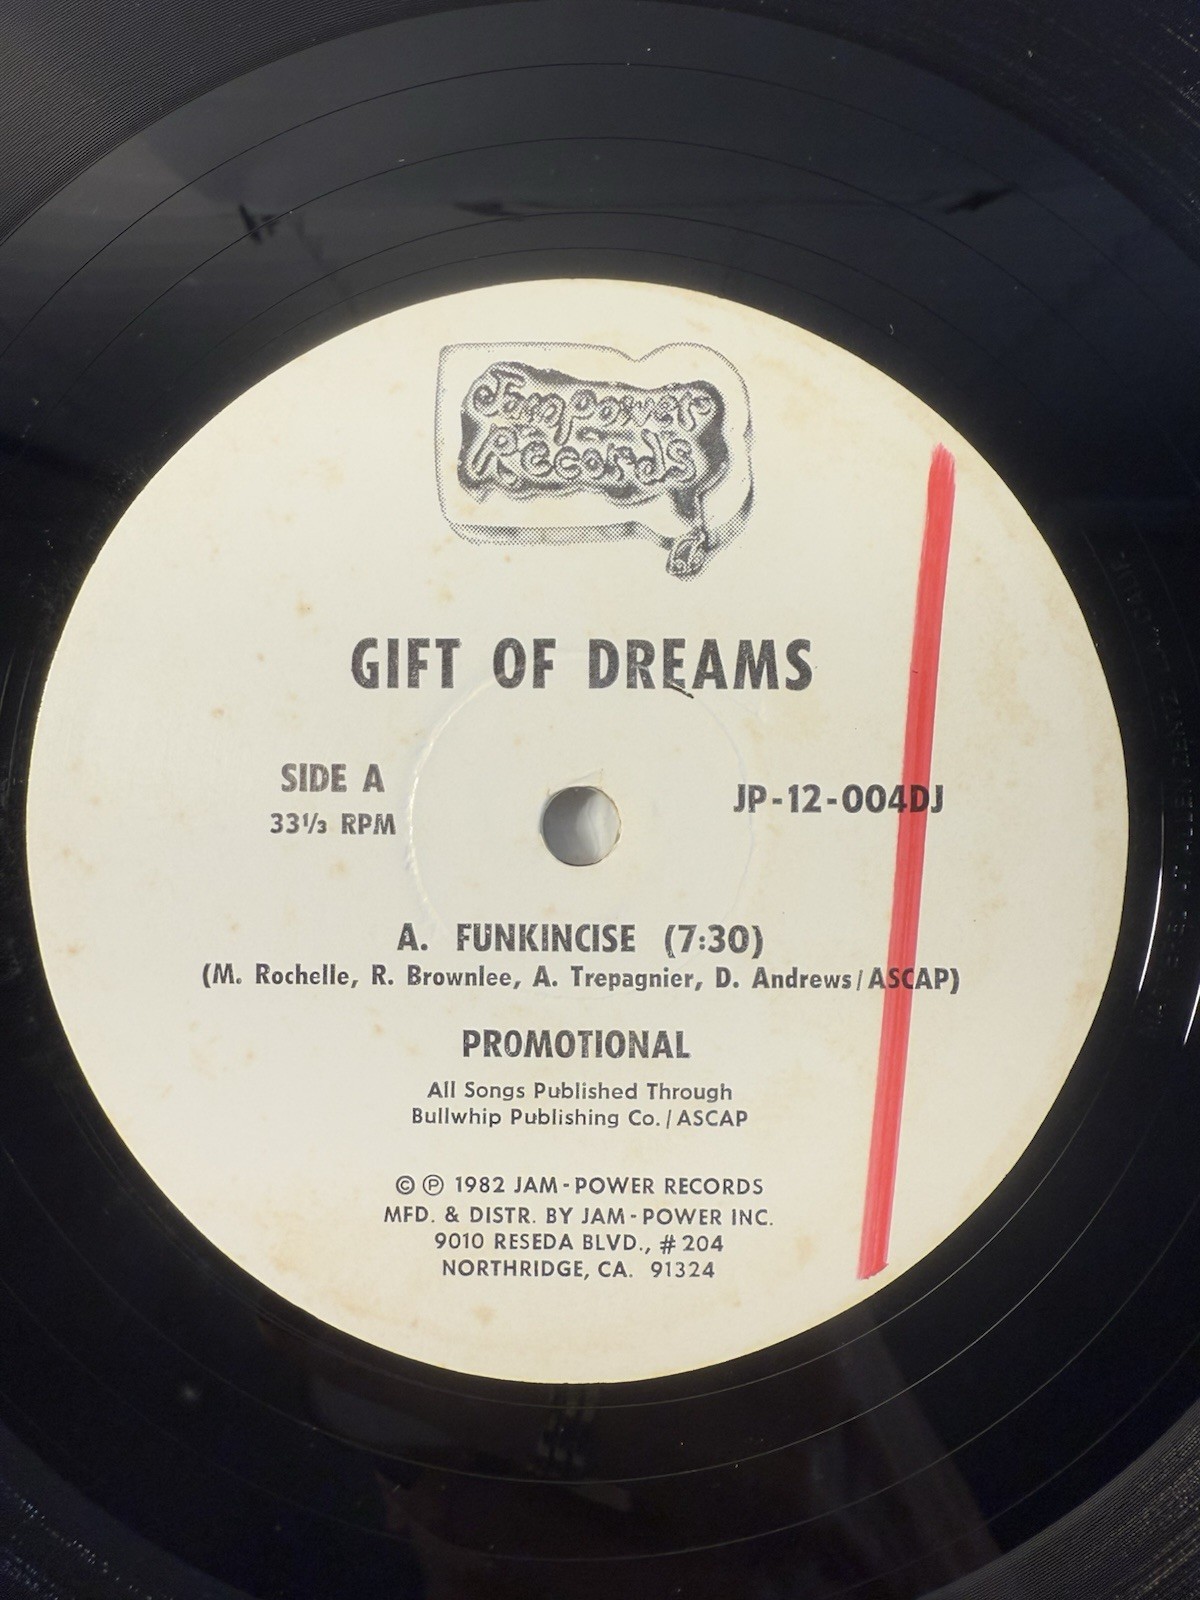 Jampower
Records
GIFT OF DREAMS
SIDE A
33⅓ RPM
JP-12-004DJ
A. FUNKINCISE (7:30)
(M. Rochelle, R. Brownlee, A. Trepagnier, D. Andrews/ASCAP)
PROMOTIONAL
All Songs Published Through
Bullwhip Publishing Co./ASCAP
© ℗ 1982 JAM-POWER RECORDS
MFD. & DISTR. BY JAM-POWER INC.
9010 RESEDA BLVD., #204
NORTHRIDGE, CA. 91324